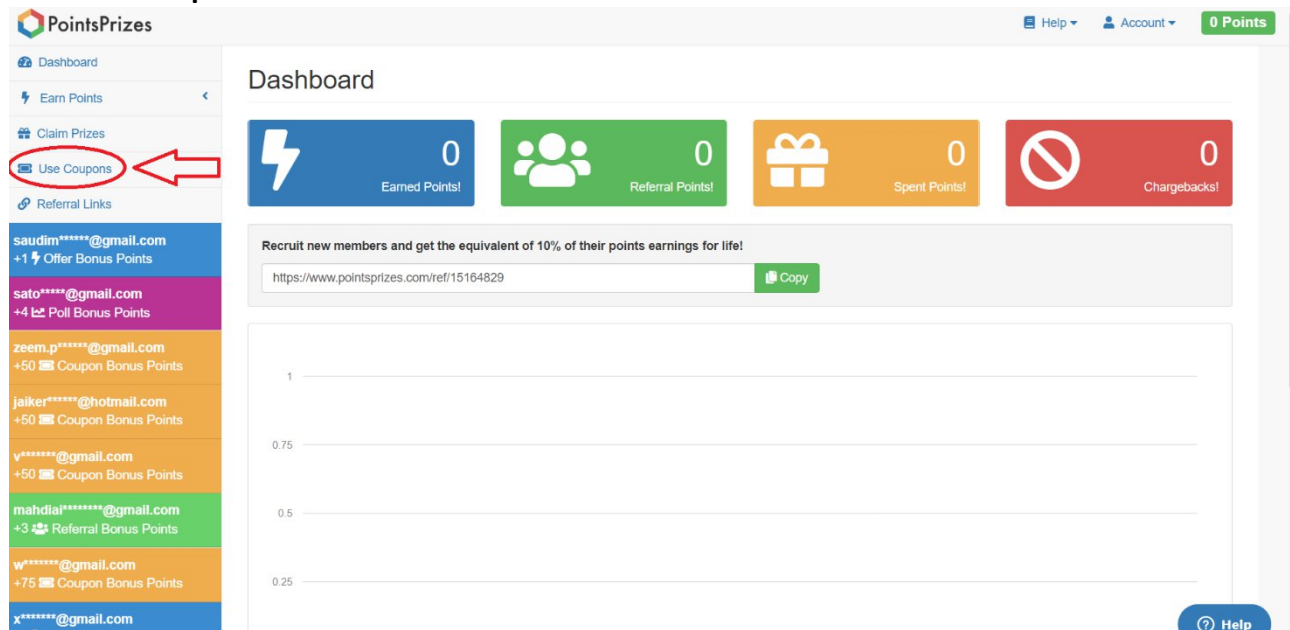 PointsPrizes
Help
Account
0 Points
Dashboard
Earn Points
Claim Prizes
Use Coupons
Referral Links
saudim******@gmail.com
+1 Offer Bonus Points
sato*****@gmail.com
+4 Poll Bonus Points
zeem.p******@gmail.com
+50 Coupon Bonus Points
jaiker******@hotmail.com
+50 Coupon Bonus Points
v*******@gmail.com
+50 Coupon Bonus Points
mahdiai********@gmail.com
+3 Referral Bonus Points
w*******@gmail.com
+75 Coupon Bonus Points
x*******@gmail.com
Dashboard
0
Earned Points!
0
Referral Points!
0
Spent Points!
0
Chargebacks!
Recruit new members and get the equivalent of 10% of their points earnings for life!
https://www.pointsprizes.com/ref/15164829
Copy
1
0.75
0.5
0.25
Help